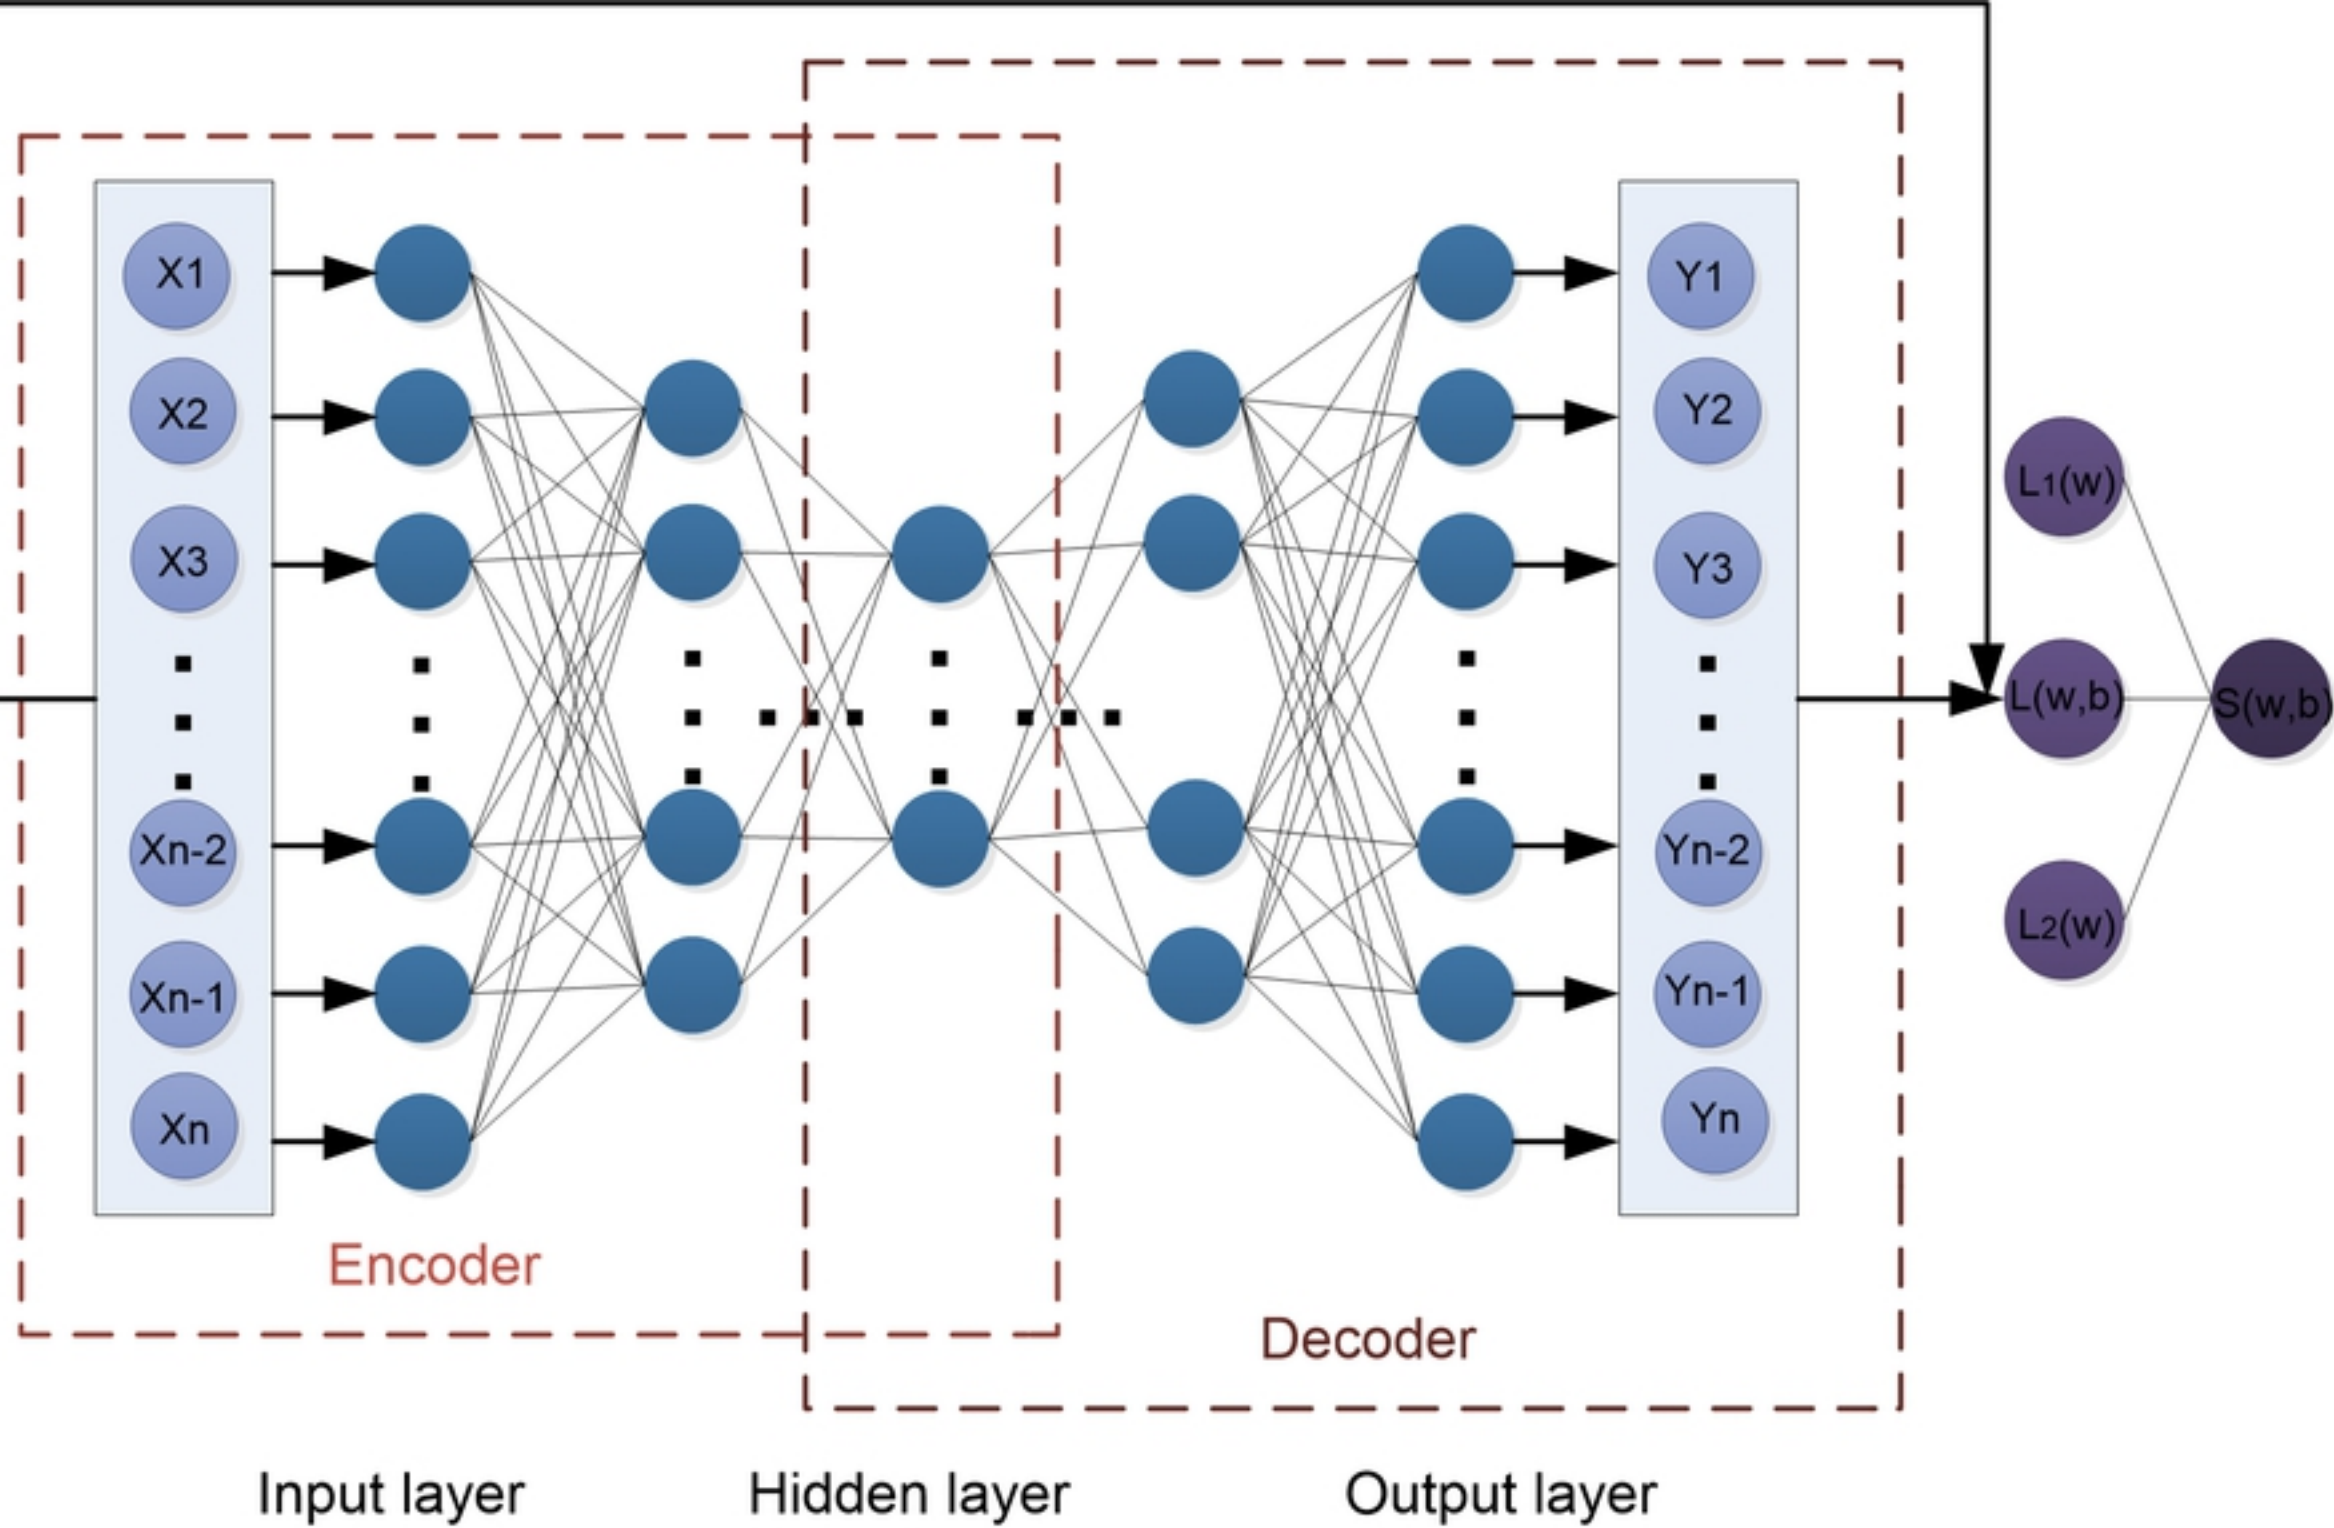 X1
X2
X3
Xn-2
Xn-1
Xn
Y1
Y2
Y3
Yn-2
Yn-1
Yn
L1(w)
L(w,b)
L2(w)
S(w,b)
Encoder
Decoder
Input layer
Hidden layer
Output layer